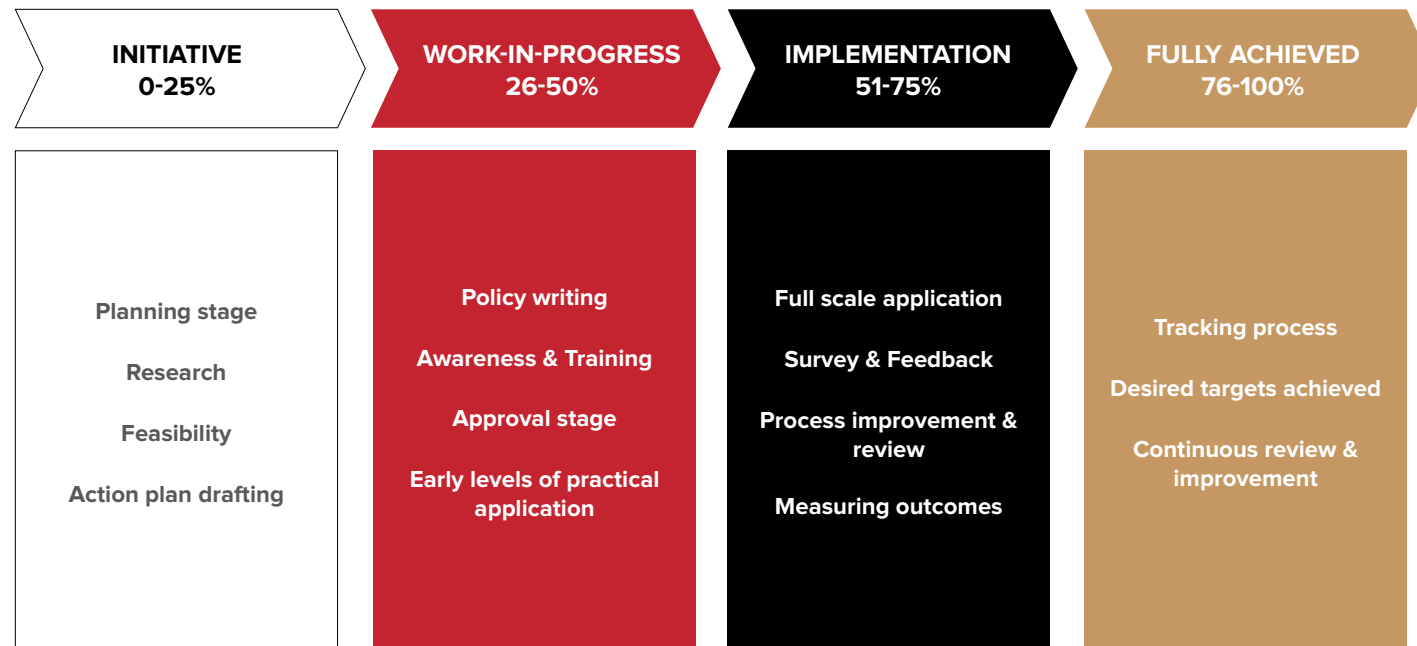 INITIATIVE
0-25%
WORK-IN-PROGRESS
26-50%
IMPLEMENTATION
51-75%
FULLY ACHIEVED
76-100%
Planning stage
Research
Feasibility
Action plan drafting
Policy writing
Awareness & Training
Approval stage
Early levels of practical
application
Full scale application
Survey & Feedback
Process improvement &
review
Measuring outcomes
Tracking process
Desired targets achieved
Continuous review &
improvement